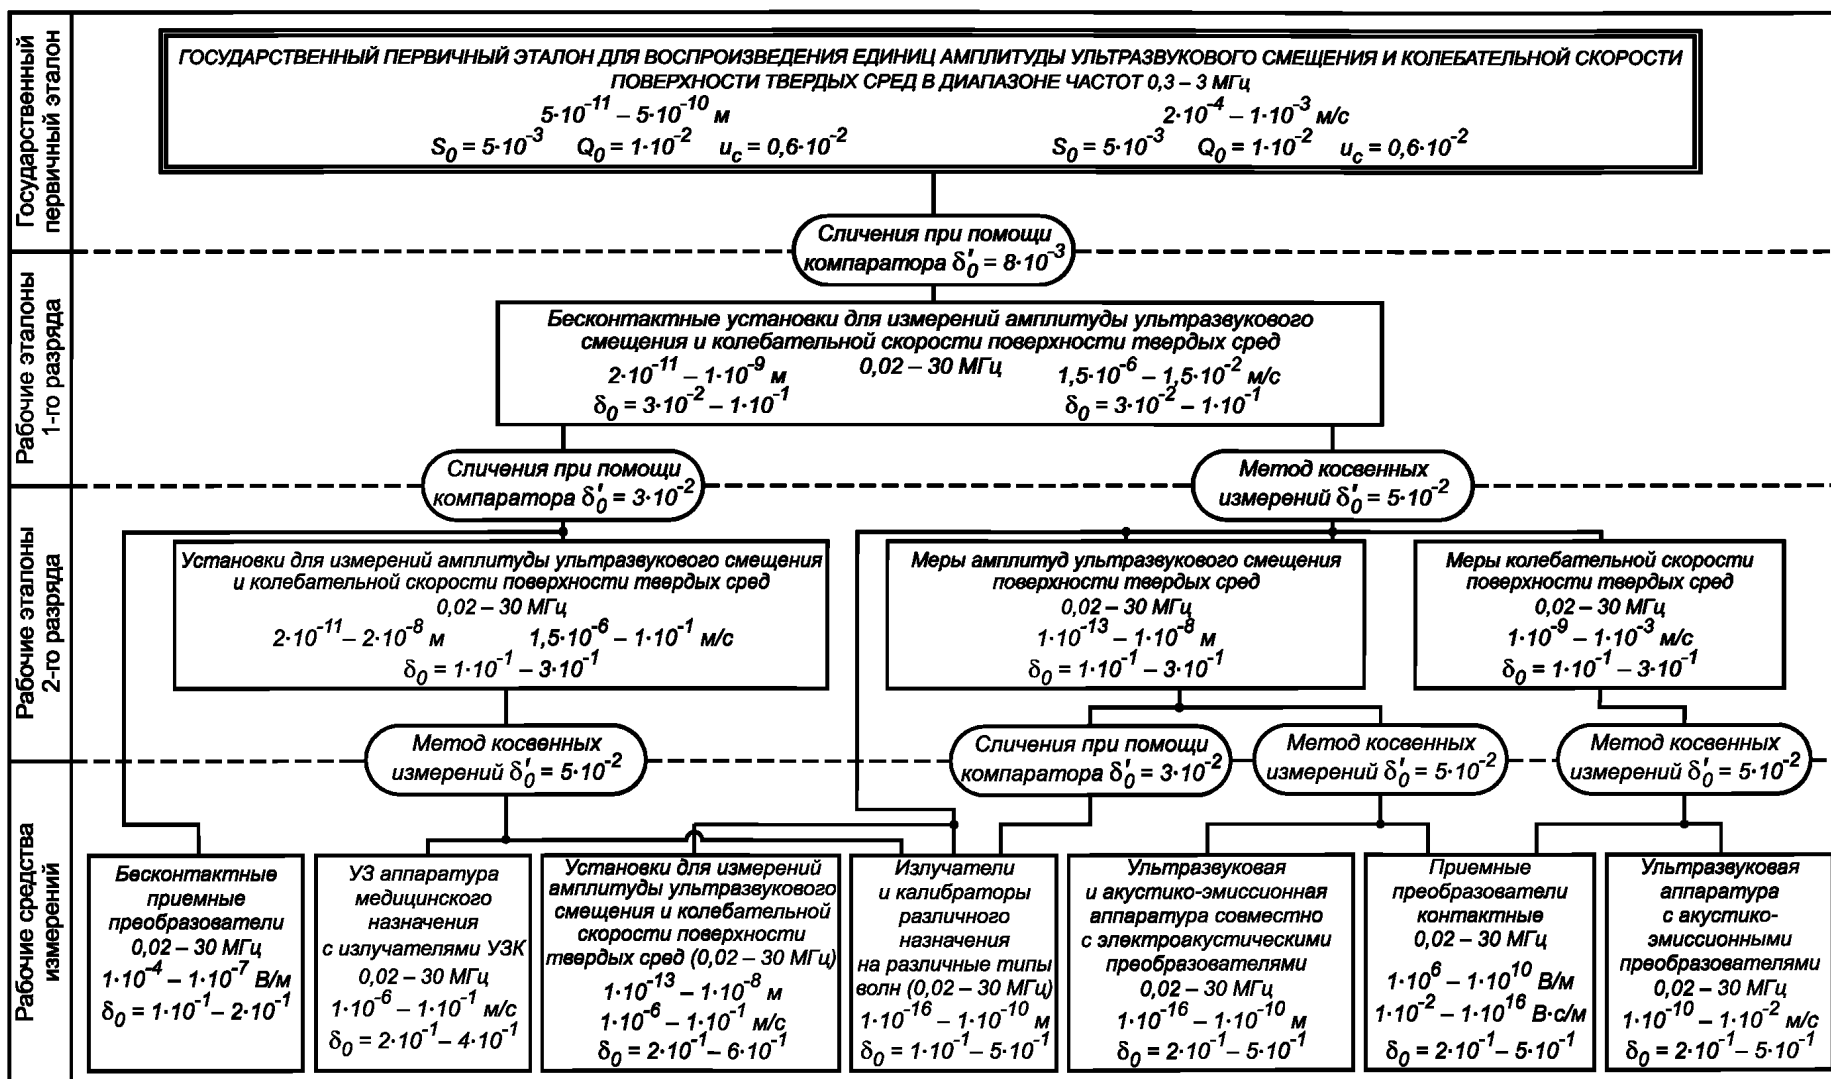 Государственный
первичный эталон
ГОСУДАРСТВЕННЫЙ ПЕРВИЧНЫЙ ЭТАЛОН ДЛЯ ВОСПРОИЗВЕДЕНИЯ ЕДИНИЦ АМПЛИТУДЫ УЛЬТРАЗВУКОВОГО СМЕЩЕНИЯ И КОЛЕБАТЕЛЬНОЙ СКОРОСТИ
ПОВЕРХНОСТИ ТВЕРДЫХ СРЕД В ДИАПАЗОНЕ ЧАСТОТ 0,3 – 3 МГц
5·10⁻¹¹ – 5·10⁻¹⁰ м 2·10⁻⁴ – 1·10⁻³ м/с
S₀ = 5·10⁻³ Q₀ = 1·10⁻² u_c = 0,6·10⁻² S₀ = 5·10⁻³ Q₀ = 1·10⁻² u_c = 0,6·10⁻²
Сличения при помощи
компаратора δ₀′ = 8·10⁻³
Рабочие эталоны
1-го разряда
Бесконтактные установки для измерений амплитуды ультразвукового
смещения и колебательной скорости поверхности твердых сред
2·10⁻¹¹ – 1·10⁻⁹ м 0,02 – 30 МГц 1,5·10⁻⁶ – 1,5·10⁻² м/с
δ₀ = 3·10⁻² – 1·10⁻¹ δ₀ = 3·10⁻² – 1·10⁻¹
Сличения при помощи
компаратора δ₀′ = 3·10⁻²
Метод косвенных
измерений δ₀′ = 5·10⁻²
Рабочие эталоны
2-го разряда
Установки для измерений амплитуды ультразвукового смещения
и колебательной скорости поверхности твердых сред
0,02 – 30 МГц
2·10⁻¹¹ – 2·10⁻⁸ м 1,5·10⁻⁶ – 1·10⁻¹ м/с
δ₀ = 1·10⁻¹ – 3·10⁻¹
Меры амплитуд ультразвукового смещения
поверхности твердых сред
0,02 – 30 МГц
1·10⁻¹³ – 1·10⁻⁸ м
δ₀ = 1·10⁻¹ – 3·10⁻¹
Меры колебательной скорости
поверхности твердых сред
0,02 – 30 МГц
1·10⁻⁹ – 1·10⁻³ м/с
δ₀ = 1·10⁻¹ – 3·10⁻¹
Метод косвенных
измерений δ₀′ = 5·10⁻²
Сличения при помощи
компаратора δ₀′ = 3·10⁻²
Метод косвенных
измерений δ₀′ = 5·10⁻²
Метод косвенных
измерений δ₀′ = 5·10⁻²
Рабочие средства
измерений
Бесконтактные
приемные
преобразователи
0,02 – 30 МГц
1·10⁻⁴ – 1·10⁻⁷ В/м
δ₀ = 1·10⁻¹ – 2·10⁻¹
УЗ аппаратура
медицинского
назначения
с излучателями УЗК
0,02 – 30 МГц
1·10⁻⁶ – 1·10⁻¹ м/с
δ₀ = 2·10⁻¹ – 4·10⁻¹
Установки для измерений
амплитуды ультразвукового
смещения и колебательной
скорости поверхности
твердых сред (0,02 – 30 МГц)
1·10⁻¹³ – 1·10⁻⁸ м
1·10⁻⁶ – 1·10⁻¹ м/с
δ₀ = 2·10⁻¹ – 6·10⁻¹
Излучатели
и калибраторы
различного
назначения
на различные типы
волн (0,02 – 30 МГц)
1·10⁻¹⁶ – 1·10⁻¹⁰ м
δ₀ = 1·10⁻¹ – 5·10⁻¹
Ультразвуковая
и акустико-эмиссионная
аппаратура совместно
с электроакустическими
преобразователями
0,02 – 30 МГц
1·10⁻¹⁶ – 1·10⁻¹⁰ м
δ₀ = 2·10⁻¹ – 5·10⁻¹
Приемные
преобразователи
контактные
0,02 – 30 МГц
1·10⁶ – 1·10¹⁰ В/м
1·10⁻² – 1·10¹⁶ В·с/м
δ₀ = 2·10⁻¹ – 5·10⁻¹
Ультразвуковая
аппаратура
с акустико-
эмиссионными
преобразователями
0,02 – 30 МГц
1·10⁻¹⁰ – 1·10⁻² м/с
δ₀ = 2·10⁻¹ – 5·10⁻¹